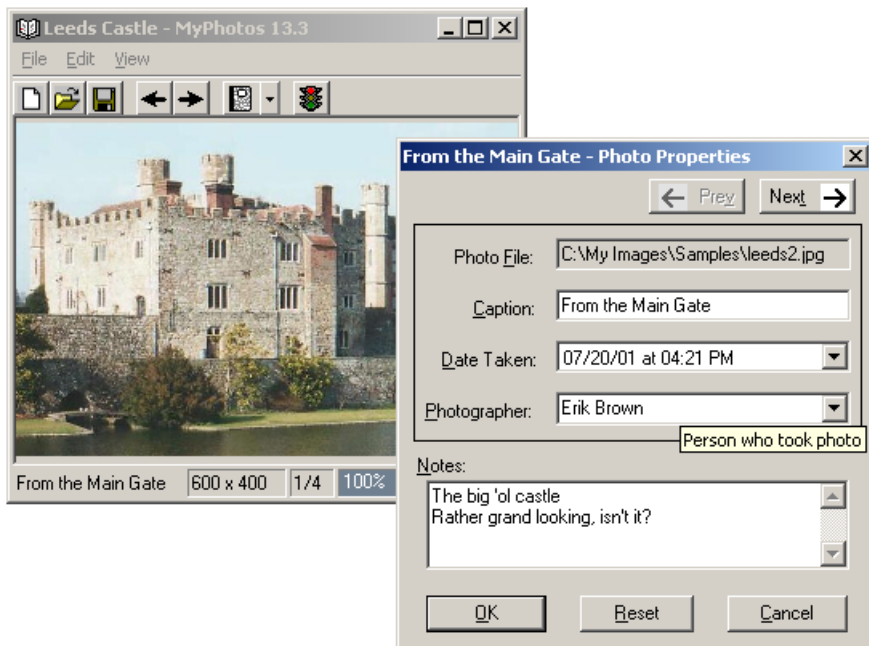 Leeds Castle - MyPhotos 13.3
File Edit View
From the Main Gate 600 x 400 1/4 100%
From the Main Gate - Photo Properties
Prev Next
Photo File: C:\My Images\Samples\leeds2.jpg
Caption: From the Main Gate
Date Taken: 07/20/01 at 04:21 PM
Photographer: Erik Brown
Person who took photo
Notes:
The big 'ol castle
Rather grand looking, isn't it?
OK Reset Cancel